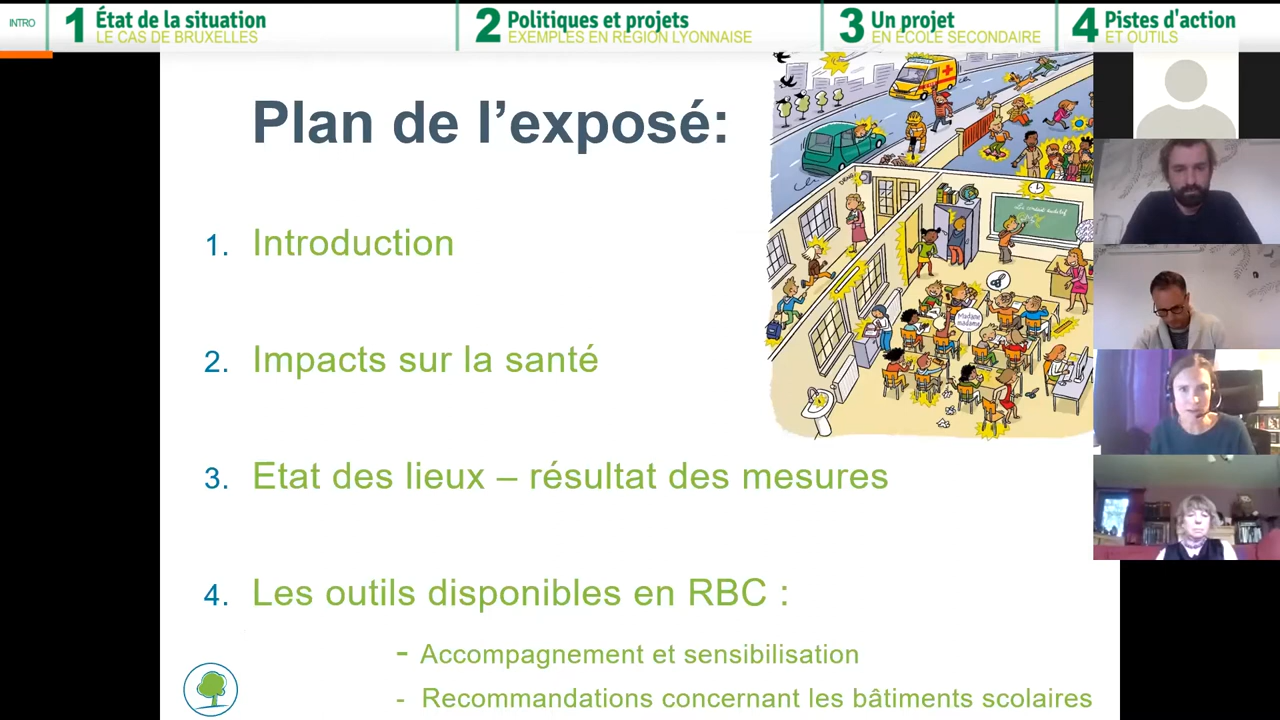 INTRO
1 État de la situation
LE CAS DE BRUXELLES
2 Politiques et projets
EXEMPLES EN RÉGION LYONNAISE
3 Un projet
EN ÉCOLE SECONDAIRE
4 Pistes d'action
ET OUTILS
Plan de l’exposé:
1. Introduction
2. Impacts sur la santé
3. Etat des lieux – résultat des mesures
4. Les outils disponibles en RBC :
- Accompagnement et sensibilisation
- Recommandations concernant les bâtiments scolaires
Madame
madame